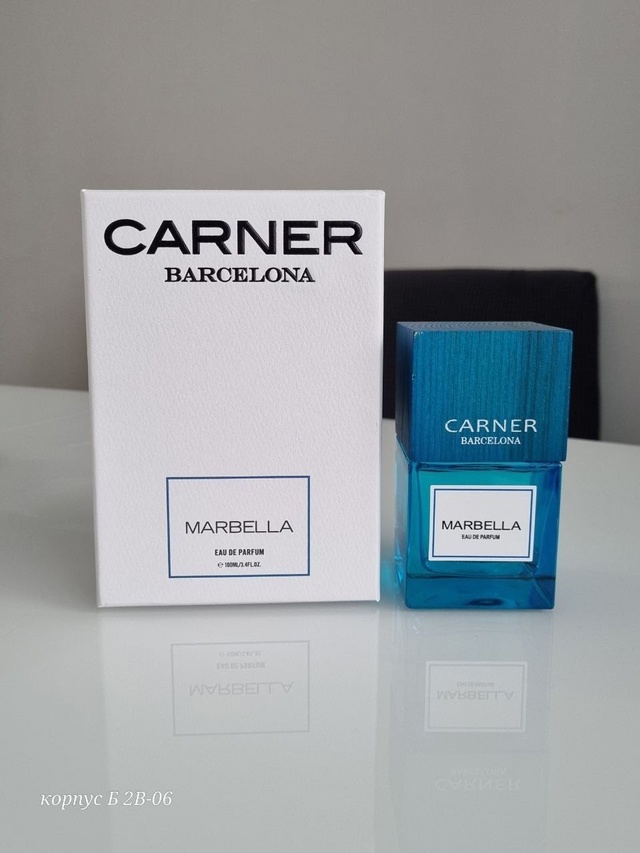 CARNER
BARCELONA
MARBELLA
EAU DE PARFUM
℮ 100ML/3.4FL.OZ.
CARNER
BARCELONA
MARBELLA
EAU DE PARFUM
корпус Б 2В-06